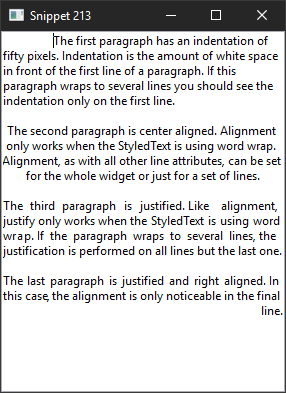 Snippet 213
The first paragraph has an indentation of
fifty pixels. Indentation is the amount of white space
in front of the first line of a paragraph. If this
paragraph wraps to several lines you should see the
indentation only on the first line.
The second paragraph is center aligned. Alignment
only works when the StyledText is using word wrap.
Alignment, as with all other line attributes, can be set
for the whole widget or just for a set of lines.
The third paragraph is justified. Like alignment,
justify only works when the StyledText is using word
wrap. If the paragraph wraps to several lines, the
justification is performed on all lines but the last one.
The last paragraph is justified and right aligned. In
this case, the alignment is only noticeable in the final
line.